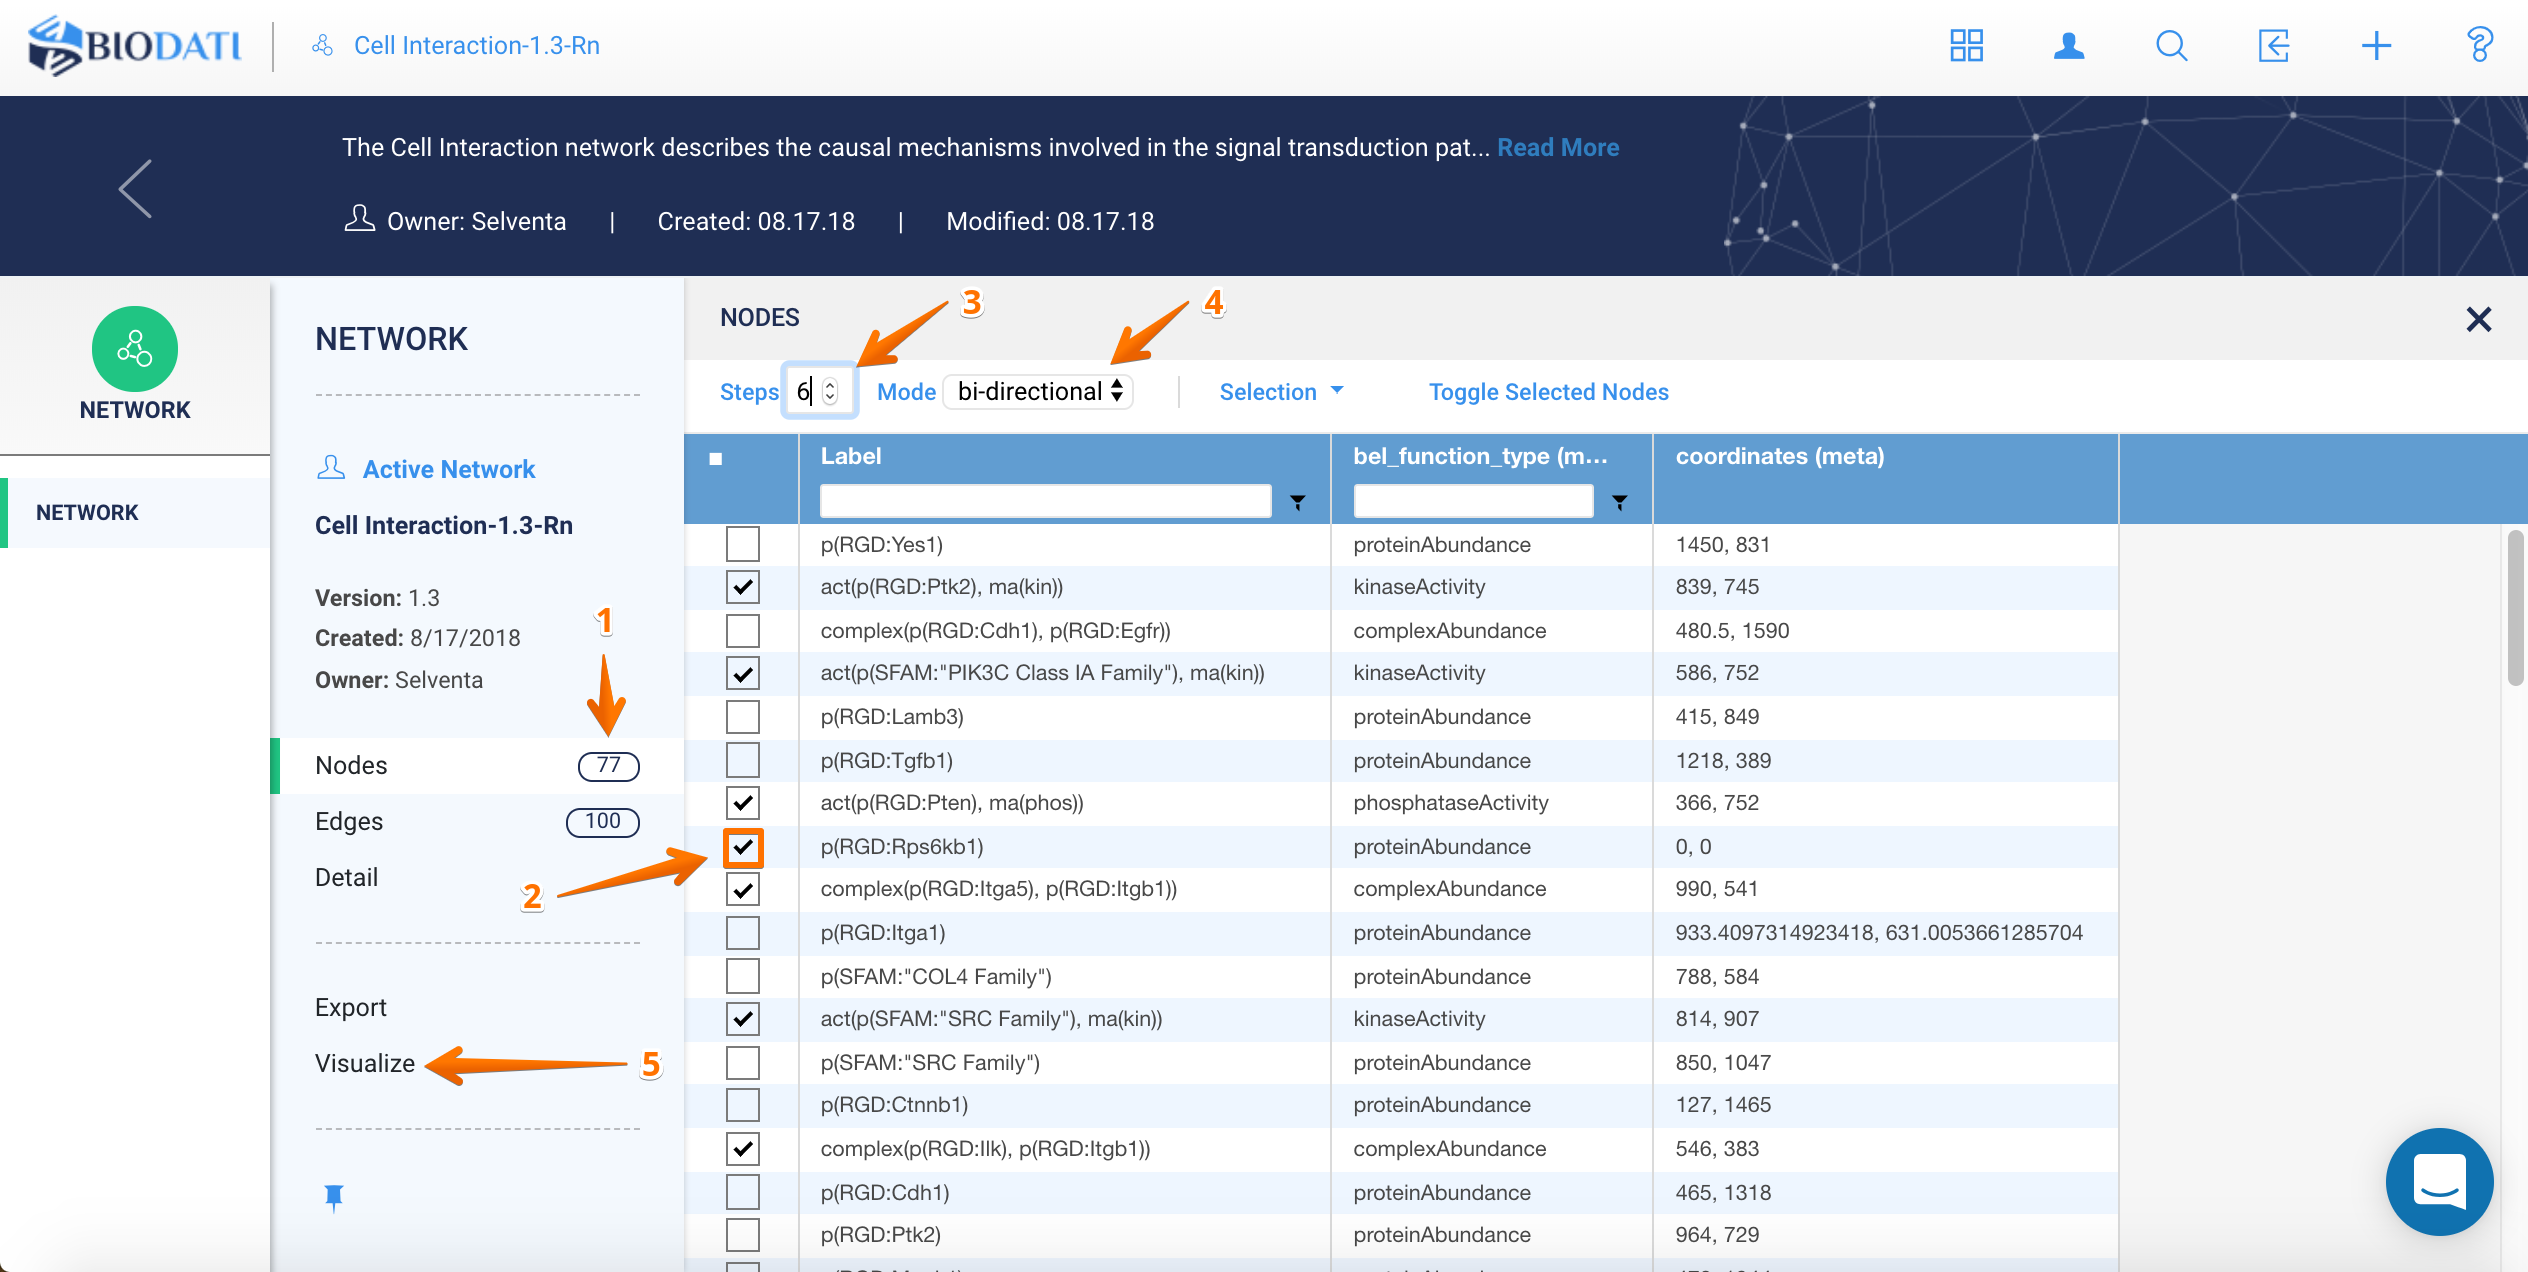 BIODATI
Cell Interaction-1.3-Rn
The Cell Interaction network describes the causal mechanisms involved in the signal transduction pat... Read More
Owner: Selventa | Created: 08.17.18 | Modified: 08.17.18
NETWORK
NETWORK
NETWORK
Active Network
Cell Interaction-1.3-Rn
Version: 1.3
Created: 8/17/2018
Owner: Selventa
1
Nodes 77
Edges 100
Detail
2
Export
Visualize
5
NODES
3
4
Steps 6 Mode bi-directional Selection Toggle Selected Nodes
Label bel_function_type (m... coordinates (meta)
p(RGD:Yes1) proteinAbundance 1450, 831
act(p(RGD:Ptk2), ma(kin)) kinaseActivity 839, 745
complex(p(RGD:Cdh1), p(RGD:Egfr)) complexAbundance 480.5, 1590
act(p(SFAM:"PIK3C Class IA Family"), ma(kin)) kinaseActivity 586, 752
p(RGD:Lamb3) proteinAbundance 415, 849
p(RGD:Tgfb1) proteinAbundance 1218, 389
act(p(RGD:Pten), ma(phos)) phosphataseActivity 366, 752
p(RGD:Rps6kb1) proteinAbundance 0, 0
complex(p(RGD:Itga5), p(RGD:Itgb1)) complexAbundance 990, 541
p(RGD:Itga1) proteinAbundance 933.4097314923418, 631.0053661285704
p(SFAM:"COL4 Family") proteinAbundance 788, 584
act(p(SFAM:"SRC Family"), ma(kin)) kinaseActivity 814, 907
p(SFAM:"SRC Family") proteinAbundance 850, 1047
p(RGD:Ctnnb1) proteinAbundance 127, 1465
complex(p(RGD:Ilk), p(RGD:Itgb1)) complexAbundance 546, 383
p(RGD:Cdh1) proteinAbundance 465, 1318
p(RGD:Ptk2) proteinAbundance 964, 729